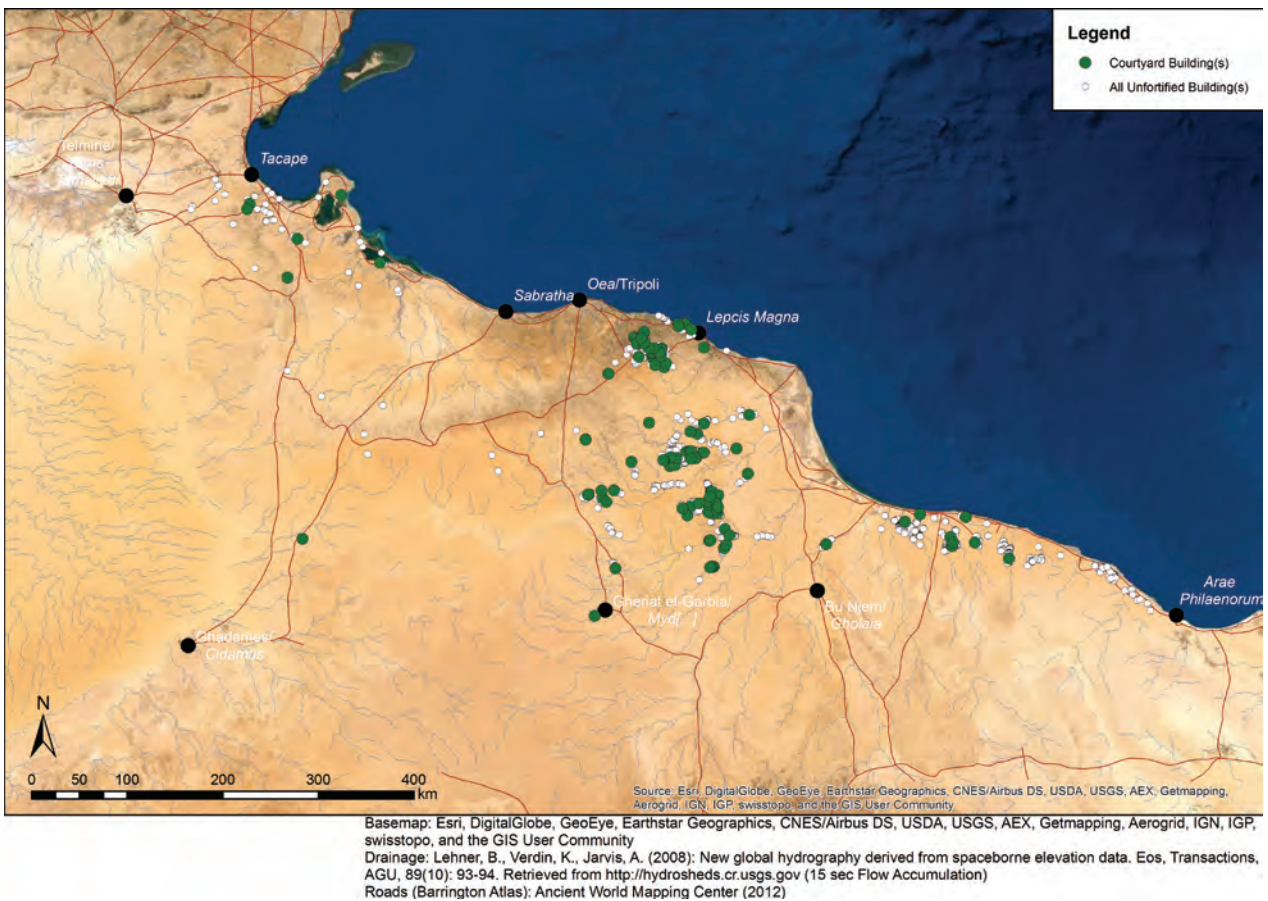 Legend
Courtyard Building(s)
All Unfortified Building(s)
Telmine/
Tacape
Sabratha
Oea/Tripoli
Lepcis Magna
Arae
Philaenorum
Gheriat el-Garbia/
Myd[...]
Bu Njem/
Gholaia
Ghadames/
Cidamus
N
0 50 100 200 300 400
km
Source: Esri, DigitalGlobe, GeoEye, Earthstar Geographics, CNES/Airbus DS, USDA, USGS, AEX, Getmapping,
Aerogrid, IGN, IGP, swisstopo, and the GIS User Community
Basemap: Esri, DigitalGlobe, GeoEye, Earthstar Geographics, CNES/Airbus DS, USDA, USGS, AEX, Getmapping, Aerogrid, IGN, IGP,
swisstopo, and the GIS User Community
Drainage: Lehner, B., Verdin, K., Jarvis, A. (2008): New global hydrography derived from spaceborne elevation data. Eos, Transactions,
AGU, 89(10): 93-94. Retrieved from http://hydrosheds.cr.usgs.gov (15 sec Flow Accumulation)
Roads (Barrington Atlas): Ancient World Mapping Center (2012)